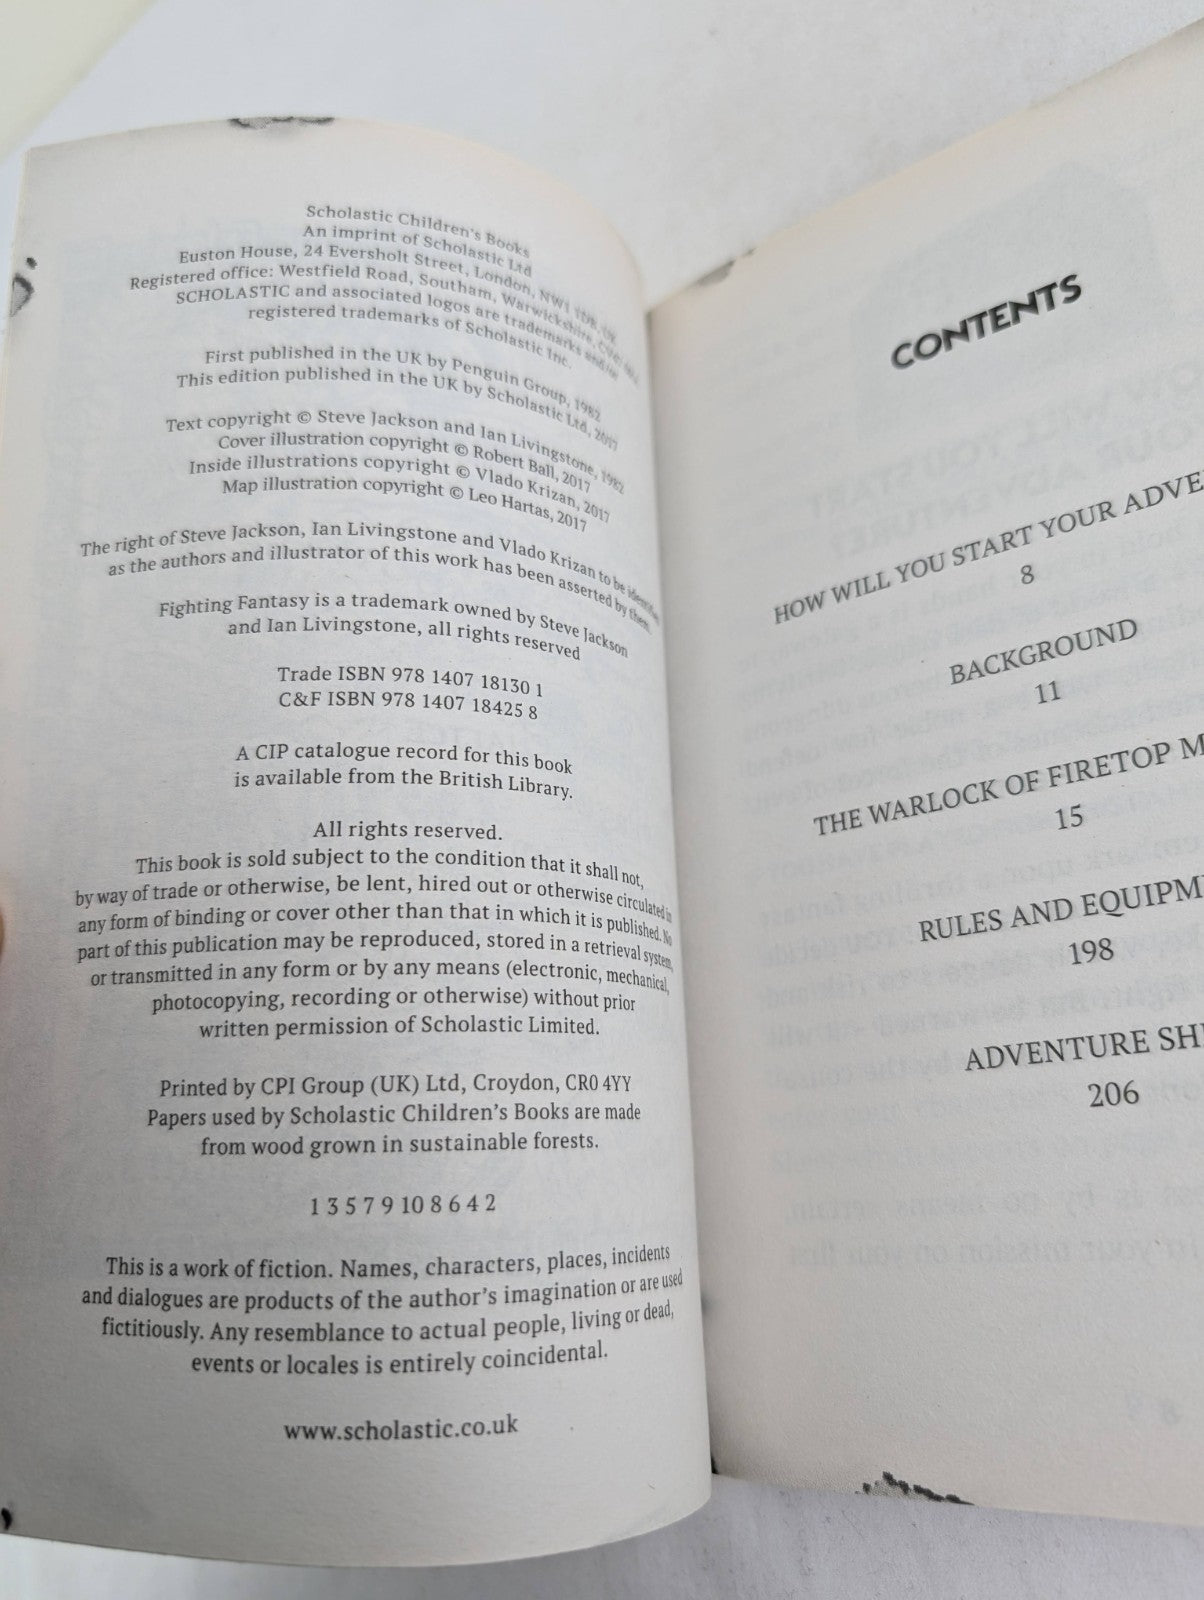 Scholastic Children's Books
An imprint of Scholastic Ltd
Euston House, 24 Eversholt Street, London, NW1 1DB, UK
Registered office: Westfield Road, Southam, Warwickshire,
SCHOLASTIC and associated logos are trademarks and/or
registered trademarks of Scholastic Inc.
First published in the UK by Penguin Group, 1982
This edition published in the UK by Scholastic Ltd, 2017
Text copyright © Steve Jackson and Ian Livingstone, 1982
Cover illustration copyright © Robert Ball, 2017
Inside illustrations copyright © Vlado Krizan, 2017
Map illustration copyright © Leo Hartas, 2017
The right of Steve Jackson, Ian Livingstone and Vlado Krizan to be identified
as the authors and illustrator of this work has been asserted by them.
Fighting Fantasy is a trademark owned by Steve Jackson
and Ian Livingstone, all rights reserved
Trade ISBN 978 1407 18130 1
C&F ISBN 978 1407 18425 8
A CIP catalogue record for this book
is available from the British Library.
All rights reserved.
This book is sold subject to the condition that it shall not,
by way of trade or otherwise, be lent, hired out or otherwise circulated in
any form of binding or cover other than that in which it is published. No
part of this publication may be reproduced, stored in a retrieval system,
or transmitted in any form or by any means (electronic, mechanical,
photocopying, recording or otherwise) without prior
written permission of Scholastic Limited.
Printed by CPI Group (UK) Ltd, Croydon, CR0 4YY
Papers used by Scholastic Children's Books are made
from wood grown in sustainable forests.
1 3 5 7 9 10 8 6 4 2
This is a work of fiction. Names, characters, places, incidents
and dialogues are products of the author's imagination or are used
fictitiously. Any resemblance to actual people, living or dead,
events or locales is entirely coincidental.
www.scholastic.co.uk
CONTENTS
HOW WILL YOU START YOUR ADVE
8
BACKGROUND
11
THE WARLOCK OF FIRETOP M
15
RULES AND EQUIPM
198
ADVENTURE SH
206